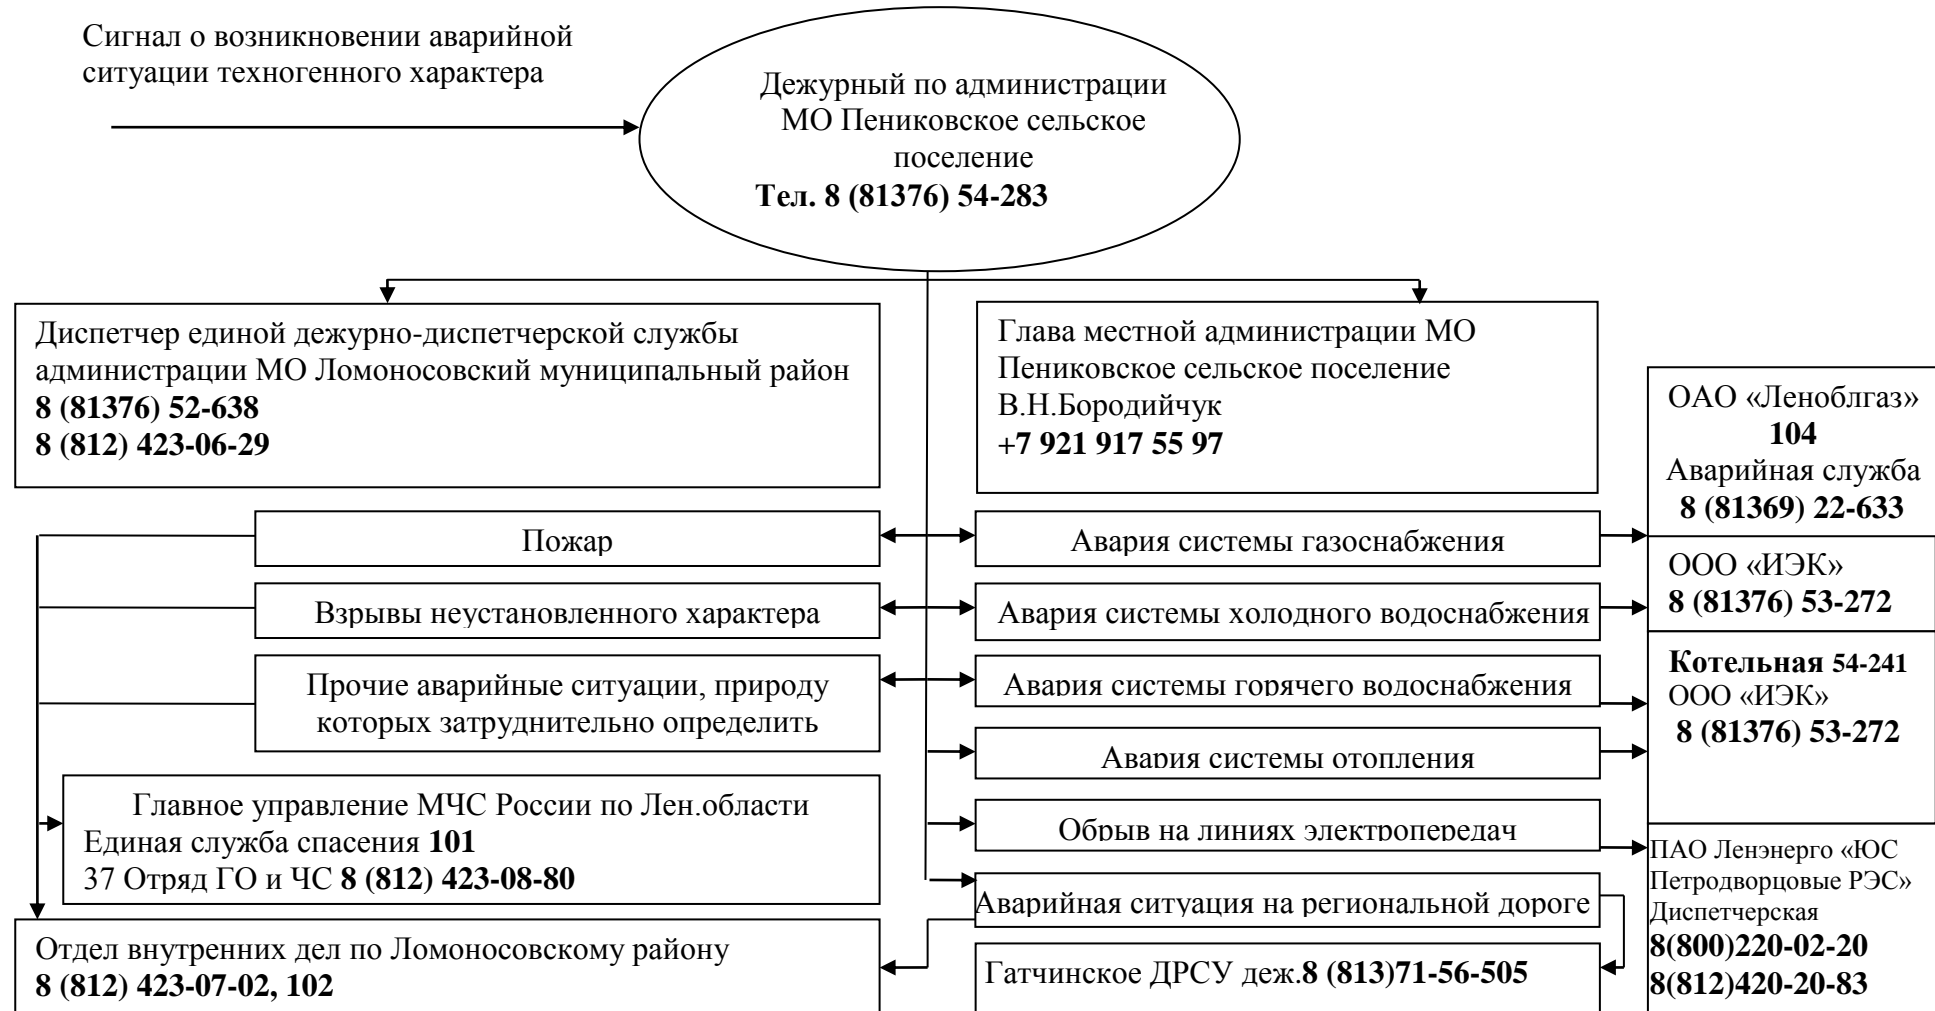 Сигнал о возникновении аварийной
ситуации техногенного характера
Дежурный по администрации
МО Пениковское сельское
поселение
Тел. 8 (81376) 54-283
Диспетчер единой дежурно-диспетчерской службы
администрации МО Ломоносовский муниципальный район
8 (81376) 52-638
8 (812) 423-06-29
Глава местной администрации МО
Пениковское сельское поселение
В.Н.Бородийчук
+7 921 917 55 97
ОАО «Леноблгаз»
104
Аварийная служба
8 (81369) 22-633
Пожар
Авария системы газоснабжения
ООО «ИЭК»
8 (81376) 53-272
Взрывы неустановленного характера
Авария системы холодного водоснабжения
Прочие аварийные ситуации, природу
которых затруднительно определить
Авария системы горячего водоснабжения
Котельная 54-241
ООО «ИЭК»
8 (81376) 53-272
Авария системы отопления
Главное управление МЧС России по Лен.области
Единая служба спасения 101
37 Отряд ГО и ЧС 8 (812) 423-08-80
Обрыв на линиях электропередач
ПАО Ленэнерго «ЮС
Петродворцовые РЭС»
Диспетчерская
8(800)220-02-20
8(812)420-20-83
Аварийная ситуация на региональной дороге
Отдел внутренних дел по Ломоносовскому району
8 (812) 423-07-02, 102
Гатчинское ДРСУ деж.8 (813)71-56-505